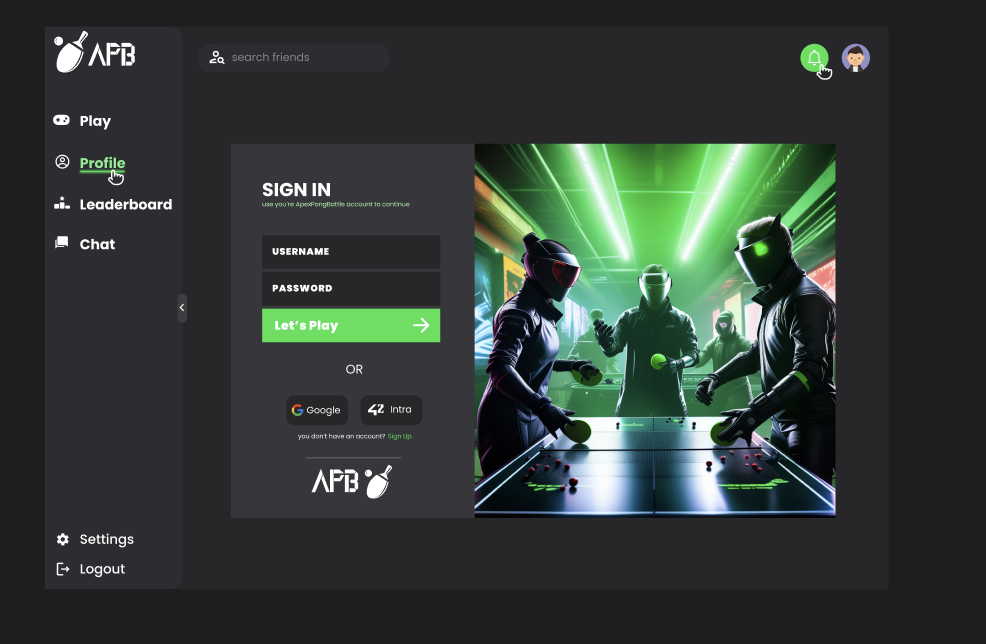 APB
search friends
Play
Profile
Leaderboard
Chat
Settings
Logout
SIGN IN
use you're ApexPongBattle account to continue
USERNAME
PASSWORD
Let's Play
OR
Google
42 Intra
you don't have an account? Sign Up.
APB